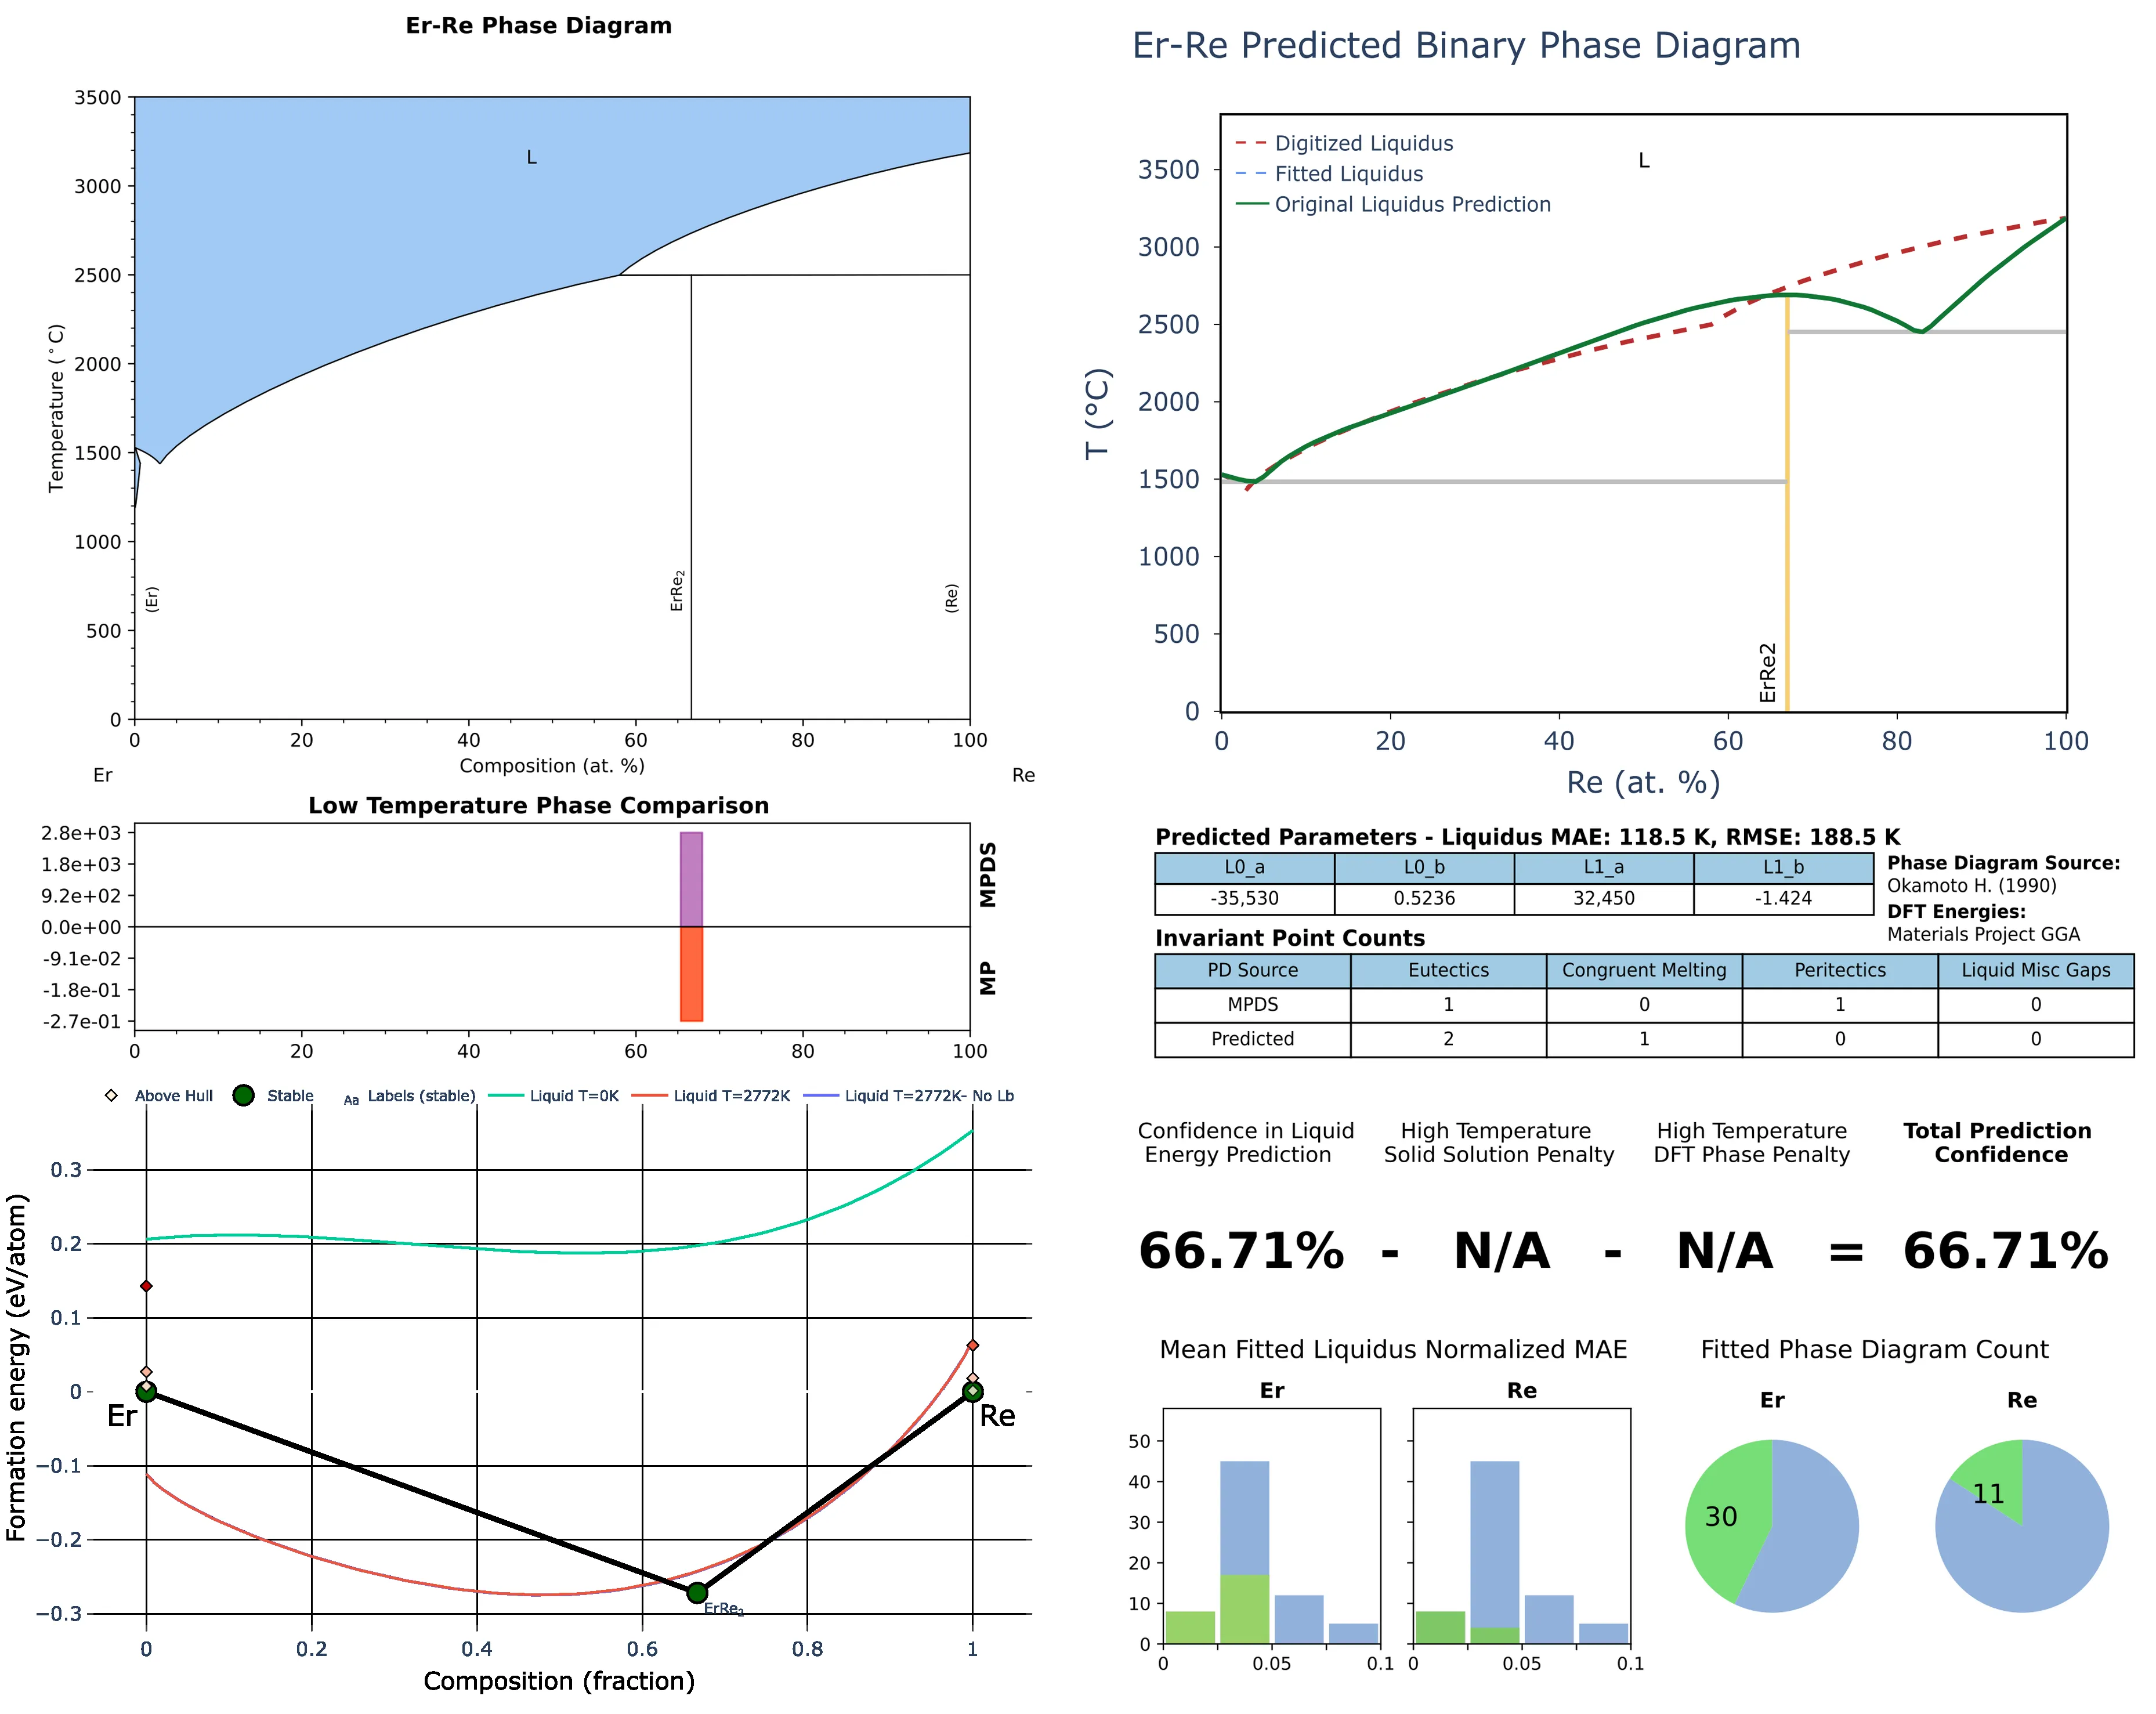 Er-Re Phase Diagram
3500
3000
2500
2000
1500
1000
500
0
Temperature (°C)
L
(Er)
ErRe2
(Re)
0 20 40 60 80 100
Er Composition (at. %) Re
Low Temperature Phase Comparison
2.8e+03
1.8e+03
9.2e+02
0.0e+00
-9.1e-02
-1.8e-01
-2.7e-01
MPDS
MP
0 20 40 60 80 100
Above Hull Stable Aa Labels (stable) Liquid T=0K Liquid T=2772K Liquid T=2772K- No Lb
Formation energy (eV/atom)
0.3
0.2
0.1
0
−0.1
−0.2
−0.3
Er
Re
ErRe2
0 0.2 0.4 0.6 0.8 1
Composition (fraction)
Er-Re Predicted Binary Phase Diagram
Digitized Liquidus
Fitted Liquidus
Original Liquidus Prediction
L
3500
3000
2500
2000
1500
1000
500
0
T (°C)
ErRe2
0 20 40 60 80 100
Re (at. %)
Predicted Parameters - Liquidus MAE: 118.5 K, RMSE: 188.5 K
L0_a L0_b L1_a L1_b
-35,530 0.5236 32,450 -1.424
Phase Diagram Source:
Okamoto H. (1990)
DFT Energies:
Materials Project GGA
Invariant Point Counts
PD Source Eutectics Congruent Melting Peritectics Liquid Misc Gaps
MPDS 1 0 1 0
Predicted 2 1 0 0
Confidence in Liquid
Energy Prediction
High Temperature
Solid Solution Penalty
High Temperature
DFT Phase Penalty
Total Prediction
Confidence
66.71% - N/A - N/A = 66.71%
Mean Fitted Liquidus Normalized MAE
Er
Re
50
40
30
20
10
0
0 0.05 0.1
0 0.05 0.1
Fitted Phase Diagram Count
Er
30
Re
11